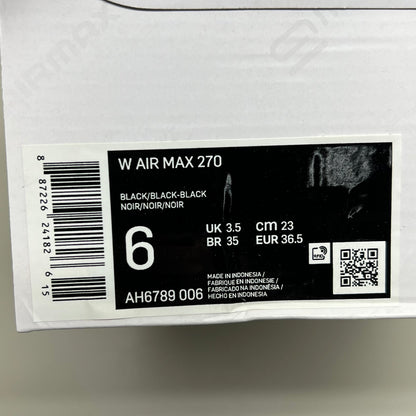 W AIR MAX 270
BLACK/BLACK-BLACK
NOIR/NOIR/NOIR
6
UK 3.5 cm 23
BR 35 EUR 36.5
MADE IN INDONESIA /
FABRIQUE EN INDONESIE /
FABRICADO NA INDONÉSIA /
HECHO EN INDONESIA
AH6789 006
8 87226 24182 6 15